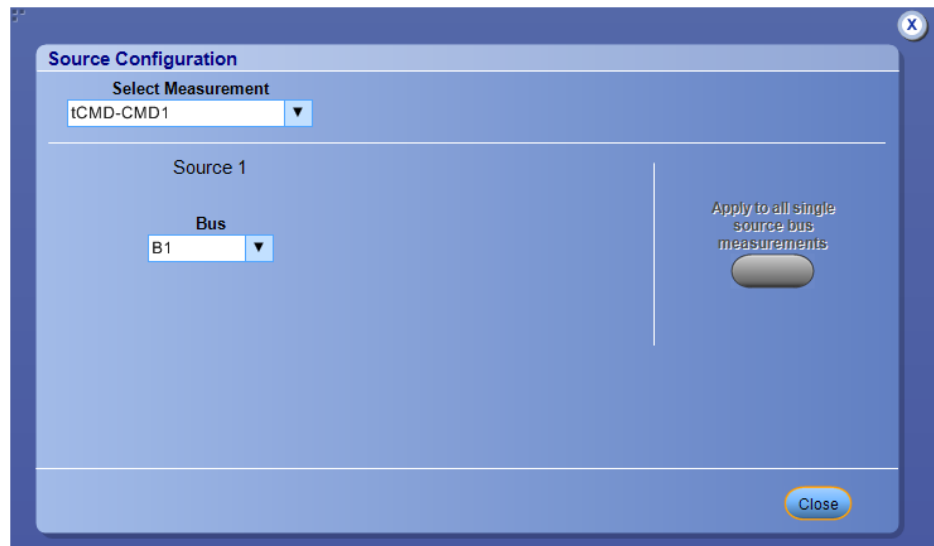 X
Source Configuration
Select Measurement
tCMD-CMD1
Source 1
Bus
B1
Apply to all single
source bus
measurements
Close